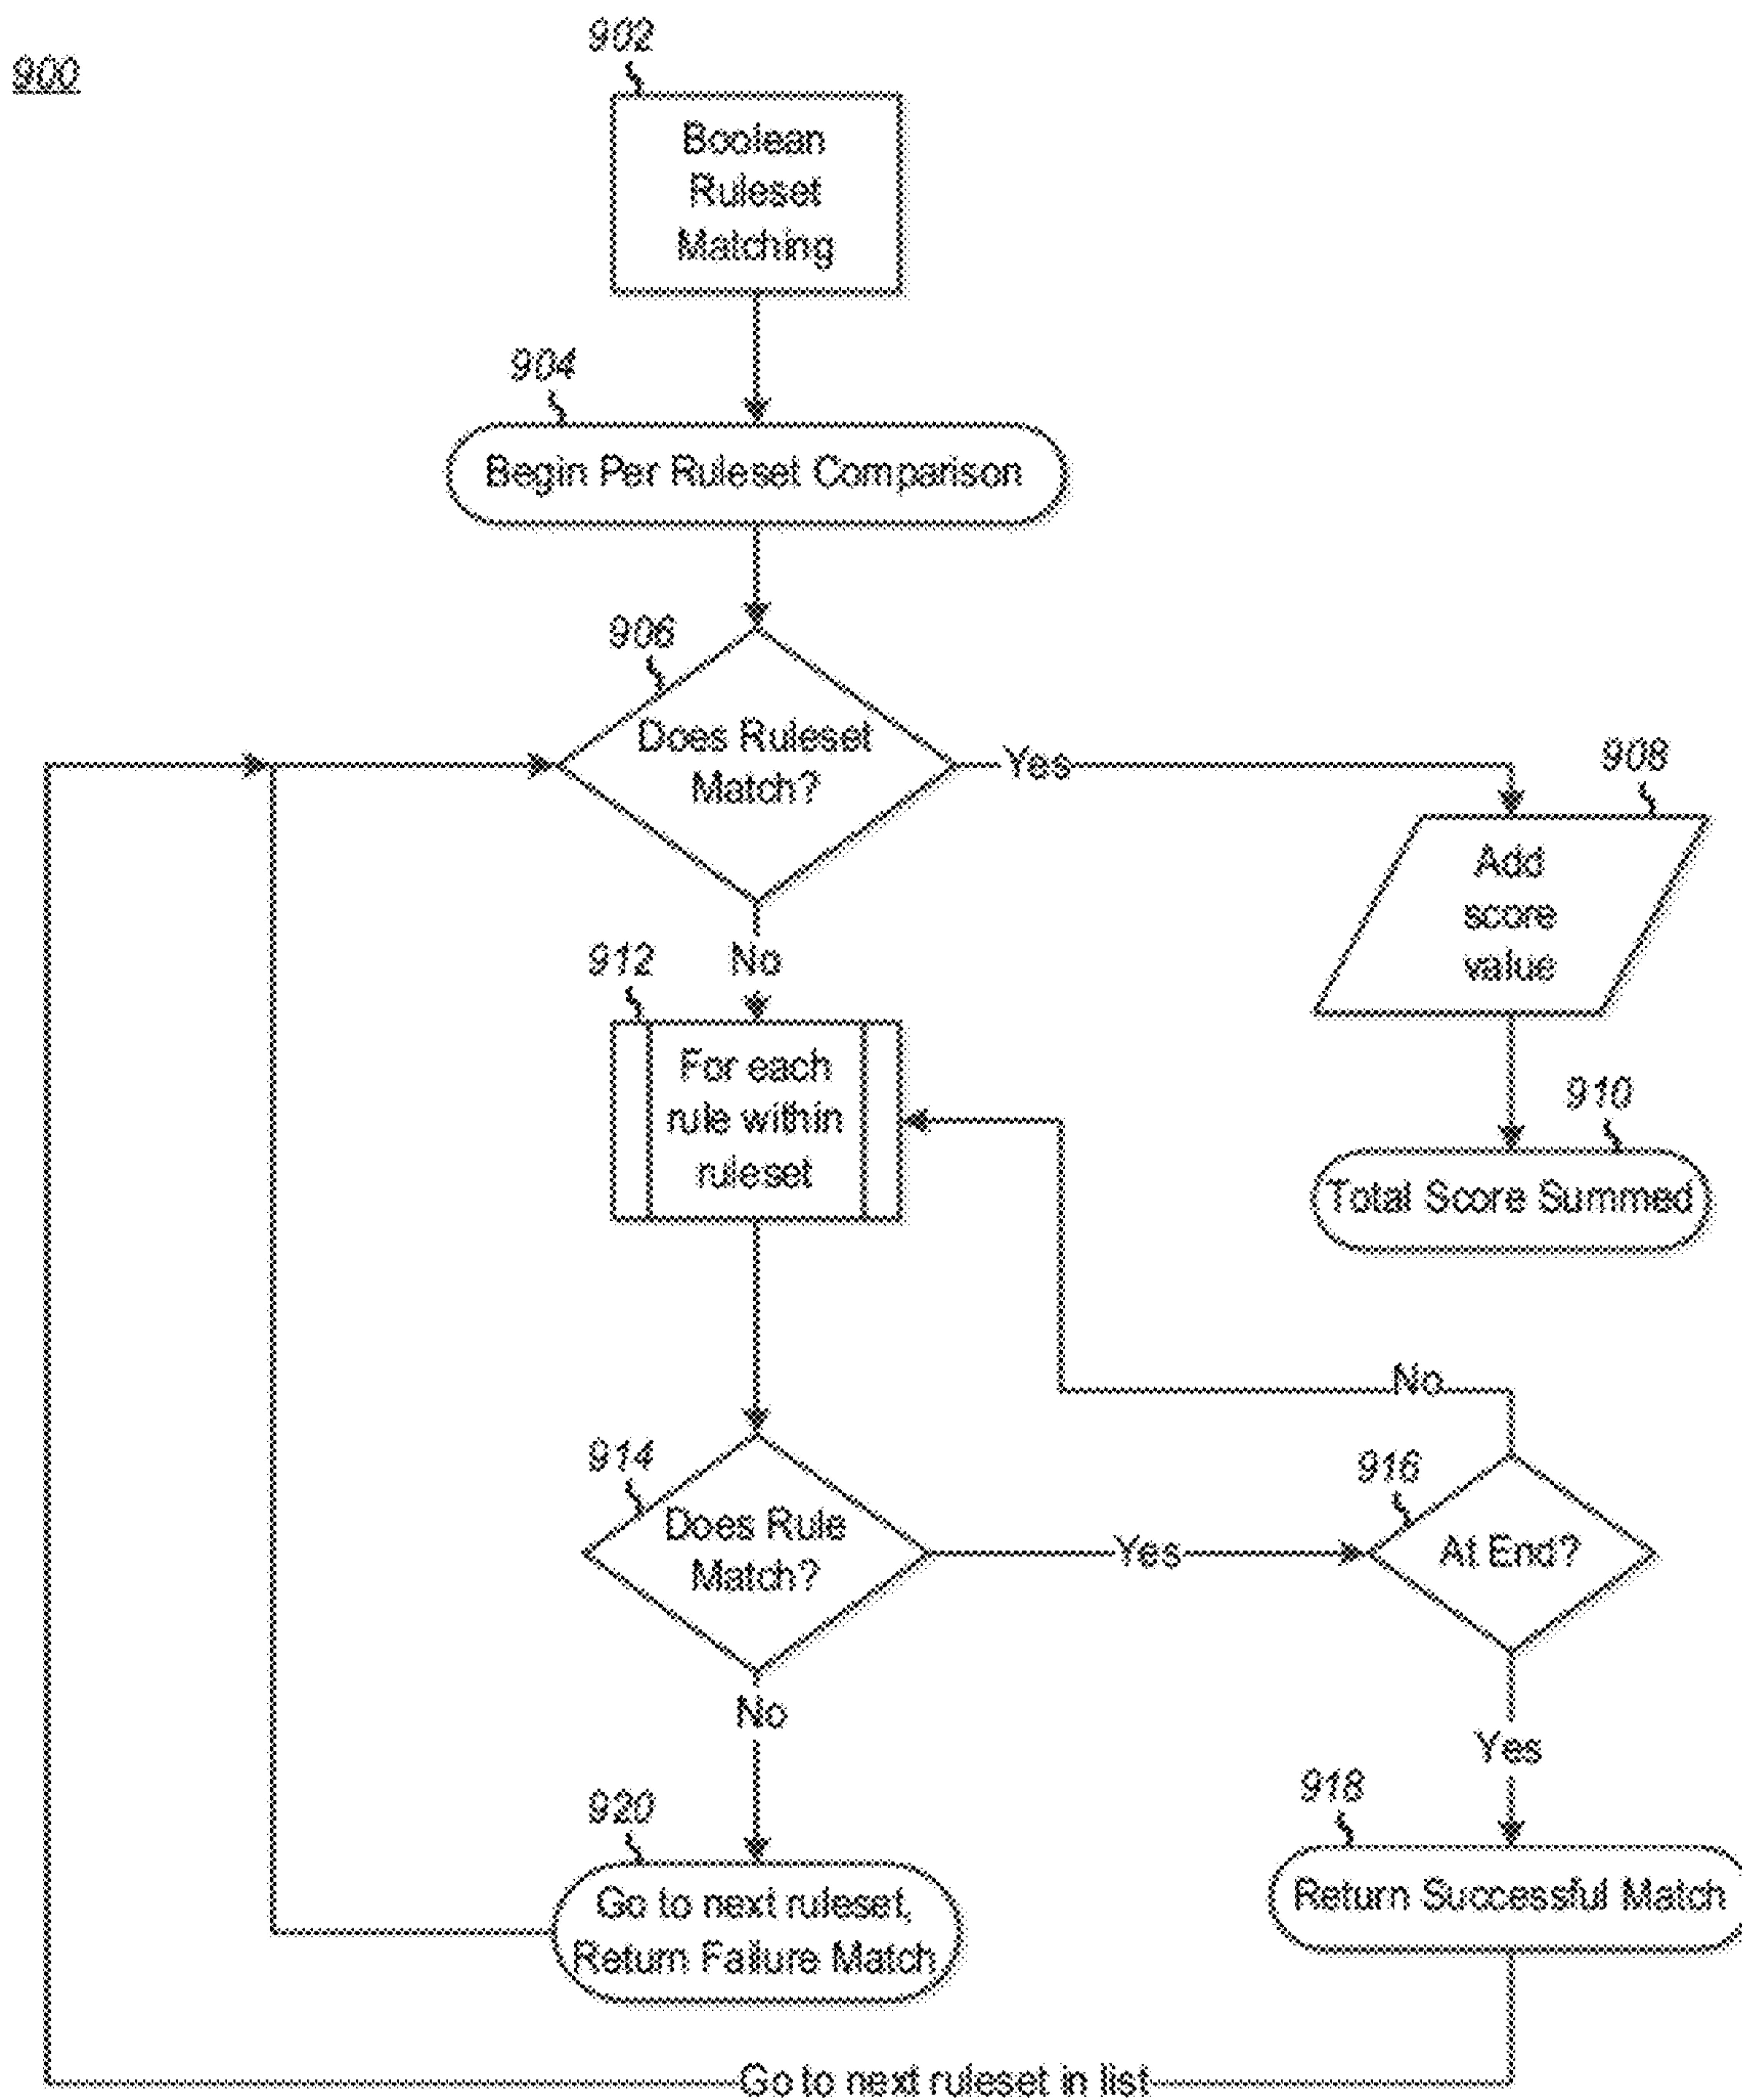 900
902
Boolean
Ruleset
Matching
904
Begin Per Ruleset Comparison
906
Does Ruleset
Match?
Yes
908
Add
score
value
No
912
For each
rule within
ruleset
910
Total Score Summed
No
914
Does Rule
Match?
Yes
916
At End?
No
Yes
920
Go to next ruleset,
Return Failure Match
918
Return Successful Match
Go to next ruleset in list